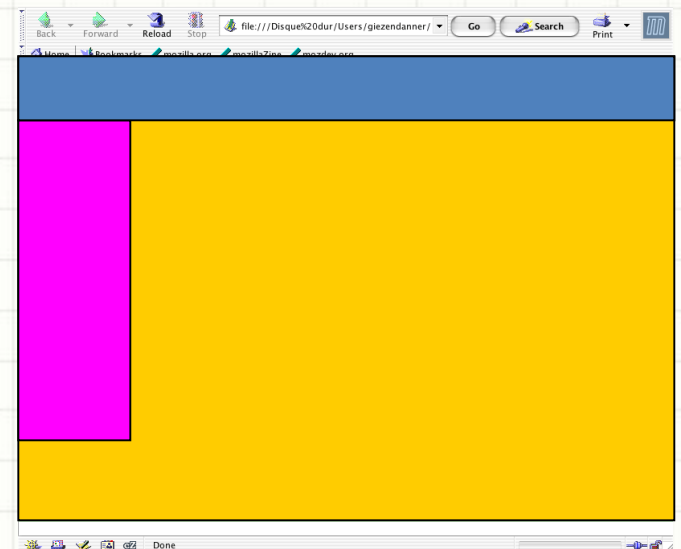 Back Forward Reload Stop file:///Disque%20dur/Users/giezendanner/ Go Search Print
Home Bookmarks mozilla.org mozillaZine mozdev.org
Done